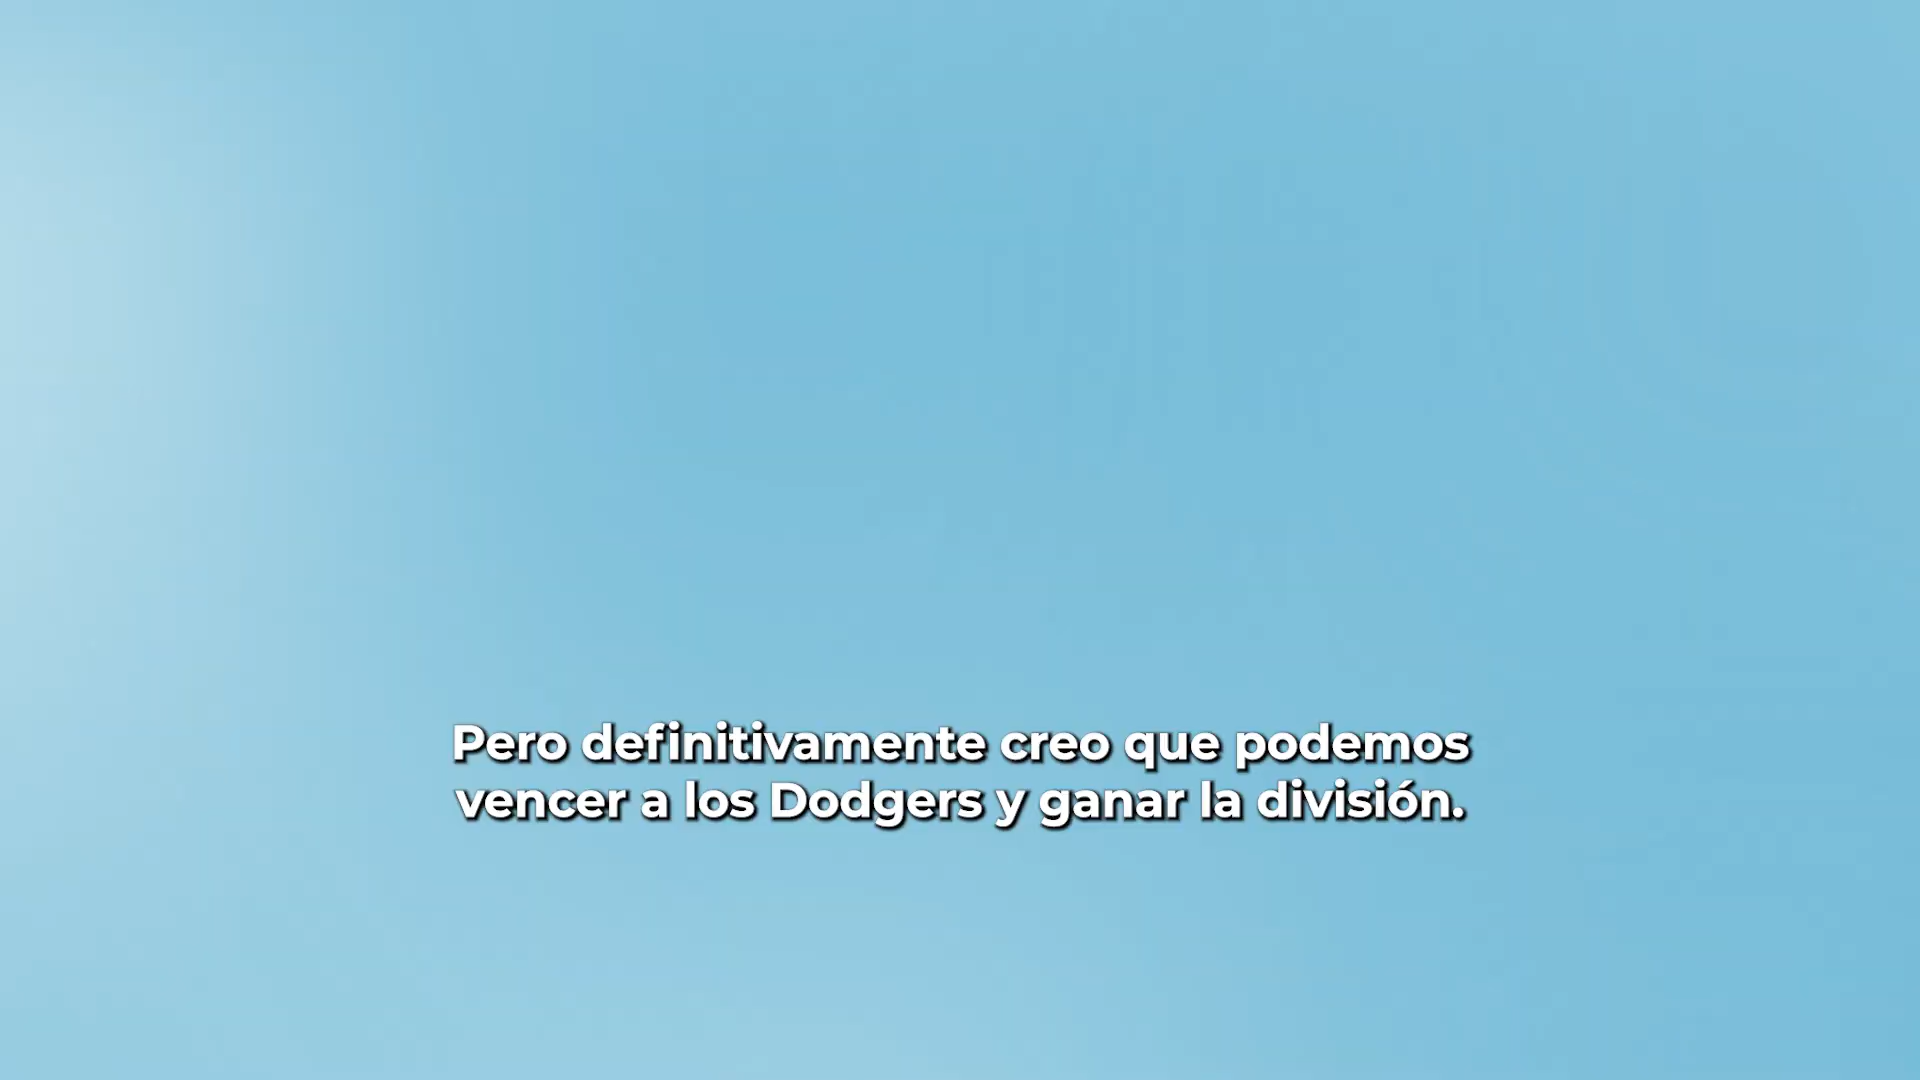 Pero definitivamente creo que podemos
vencer a los Dodgers y ganar la división.